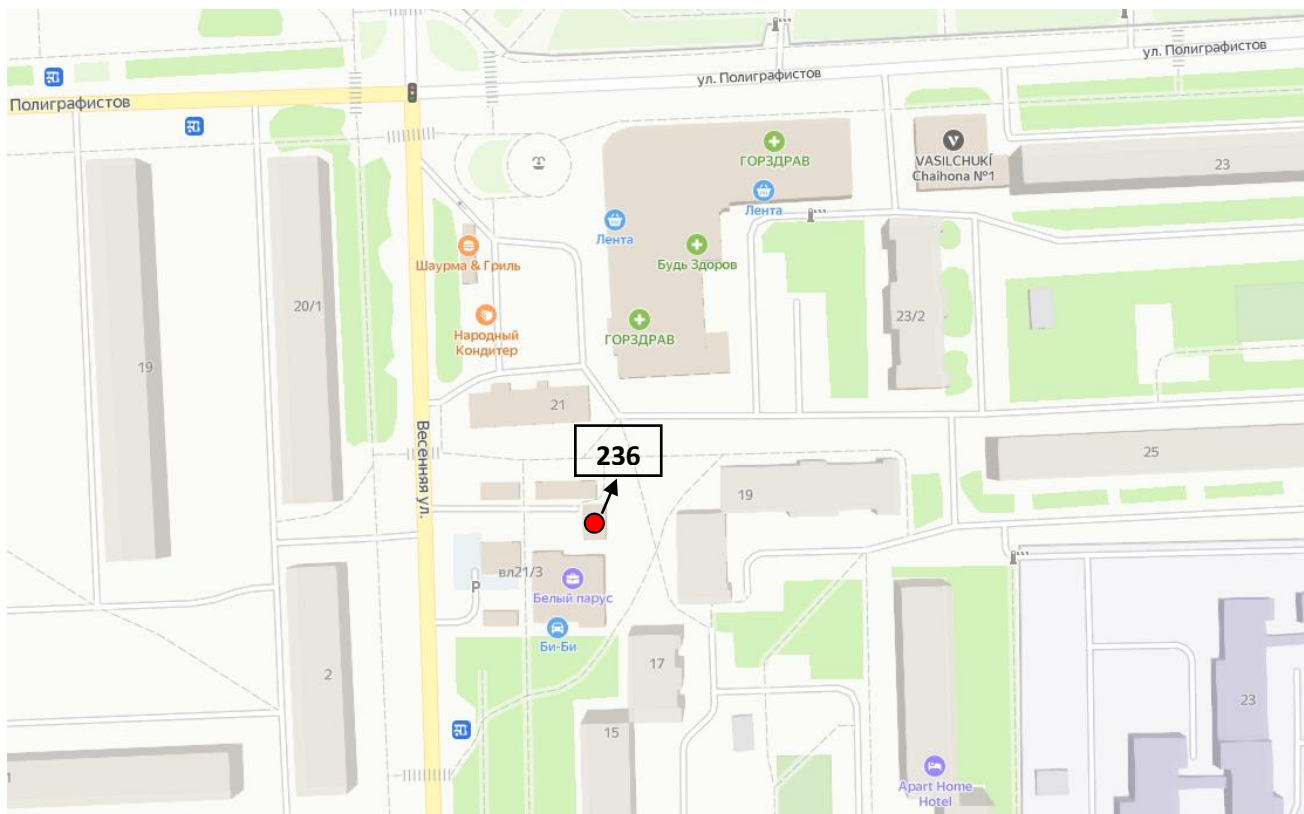 ул. Полиграфистов
ул. Полиграфистов
Полиграфистов
ГОРЗДРАВ
VASILCHUKÍ
Chaihona №1
23
Лента
Лента
Шаурма & Гриль
Будь Здоров
20/1
23/2
Народный
Кондитер
ГОРЗДРАВ
19
21
Весенняя ул.
236
25
19
вл21/3
P
Белый парус
Би-Би
17
2
23
15
1
Apart Home
Hotel